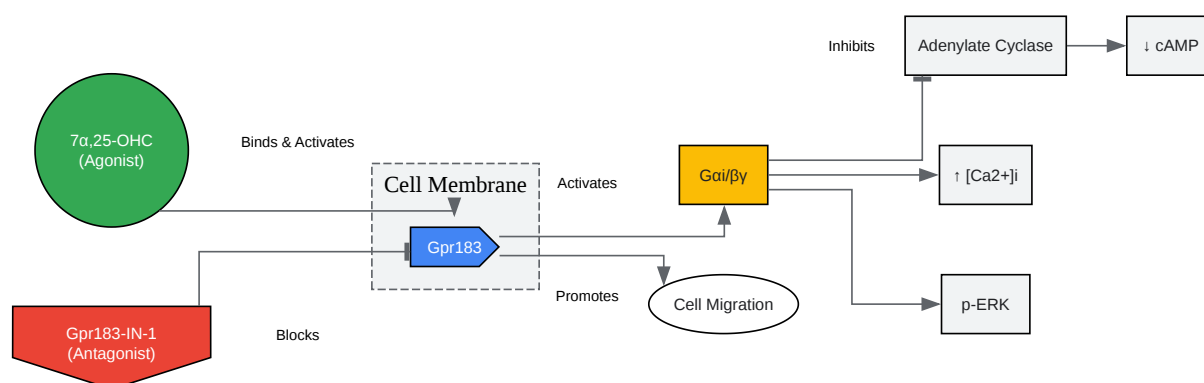 Inhibits
Adenylate Cyclase
↓ cAMP
7α,25-OHC
(Agonist)
Binds & Activates
Cell Membrane
Activates
Gαi/βγ
↑ [Ca2+]i
Gpr183
Promotes
Cell Migration
p-ERK
Gpr183-IN-1
(Antagonist)
Blocks